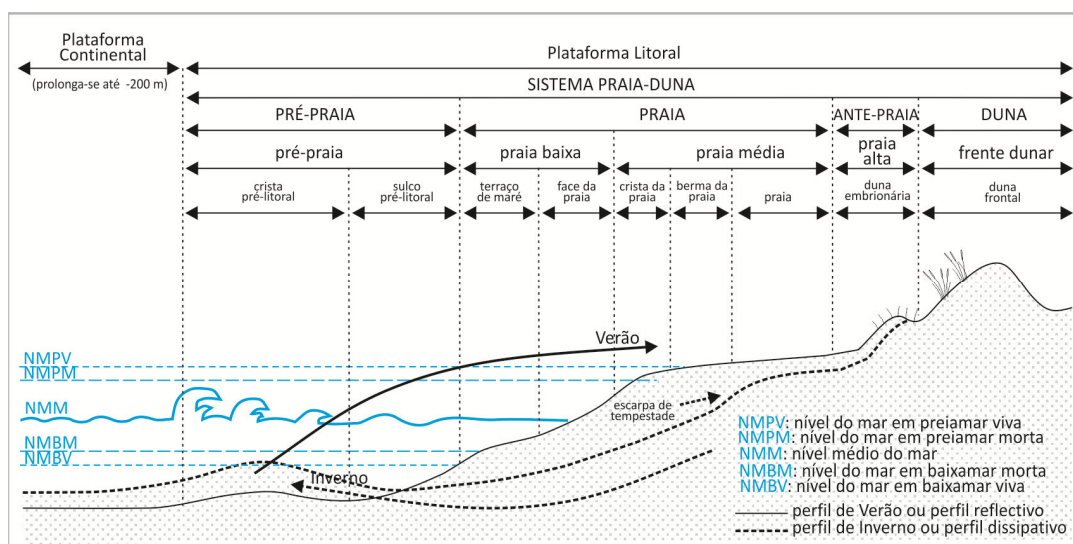 Plataforma
Continental
(prolonga-se até -200 m)
Plataforma Litoral
SISTEMA PRAIA-DUNA
PRÉ-PRAIA
PRAIA
ANTE-PRAIA
DUNA
pré-praia
praia baixa
praia média
praia
alta
frente dunar
crista
pré-litoral
sulco
pré-litoral
terraço
de maré
face da
praia
crista da
praia
berma da
praia
praia
duna
embrionária
duna
frontal
Verão
NMPV
NMPM
NMM
NMBM
NMBV
Inverno
escarpa de
tempestade
NMPV: nível do mar em preiamar viva
NMPM: nível do mar em preiamar morta
NMM: nível médio do mar
NMBM: nível do mar em baixamar morta
NMBV: nível do mar em baixamar viva
perfil de Verão ou perfil reflectivo
perfil de Inverno ou perfil dissipativo